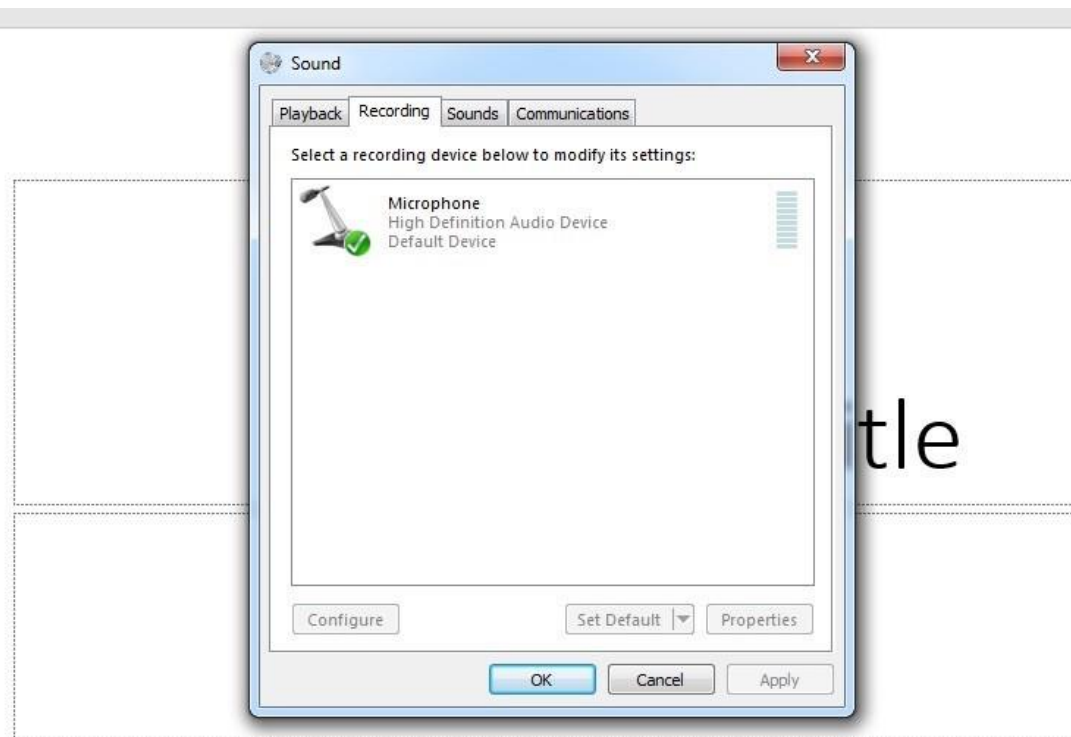 Sound
Playback Recording Sounds Communications
Select a recording device below to modify its settings:
Microphone
High Definition Audio Device
Default Device
itle
Configure Set Default Properties
OK Cancel Apply